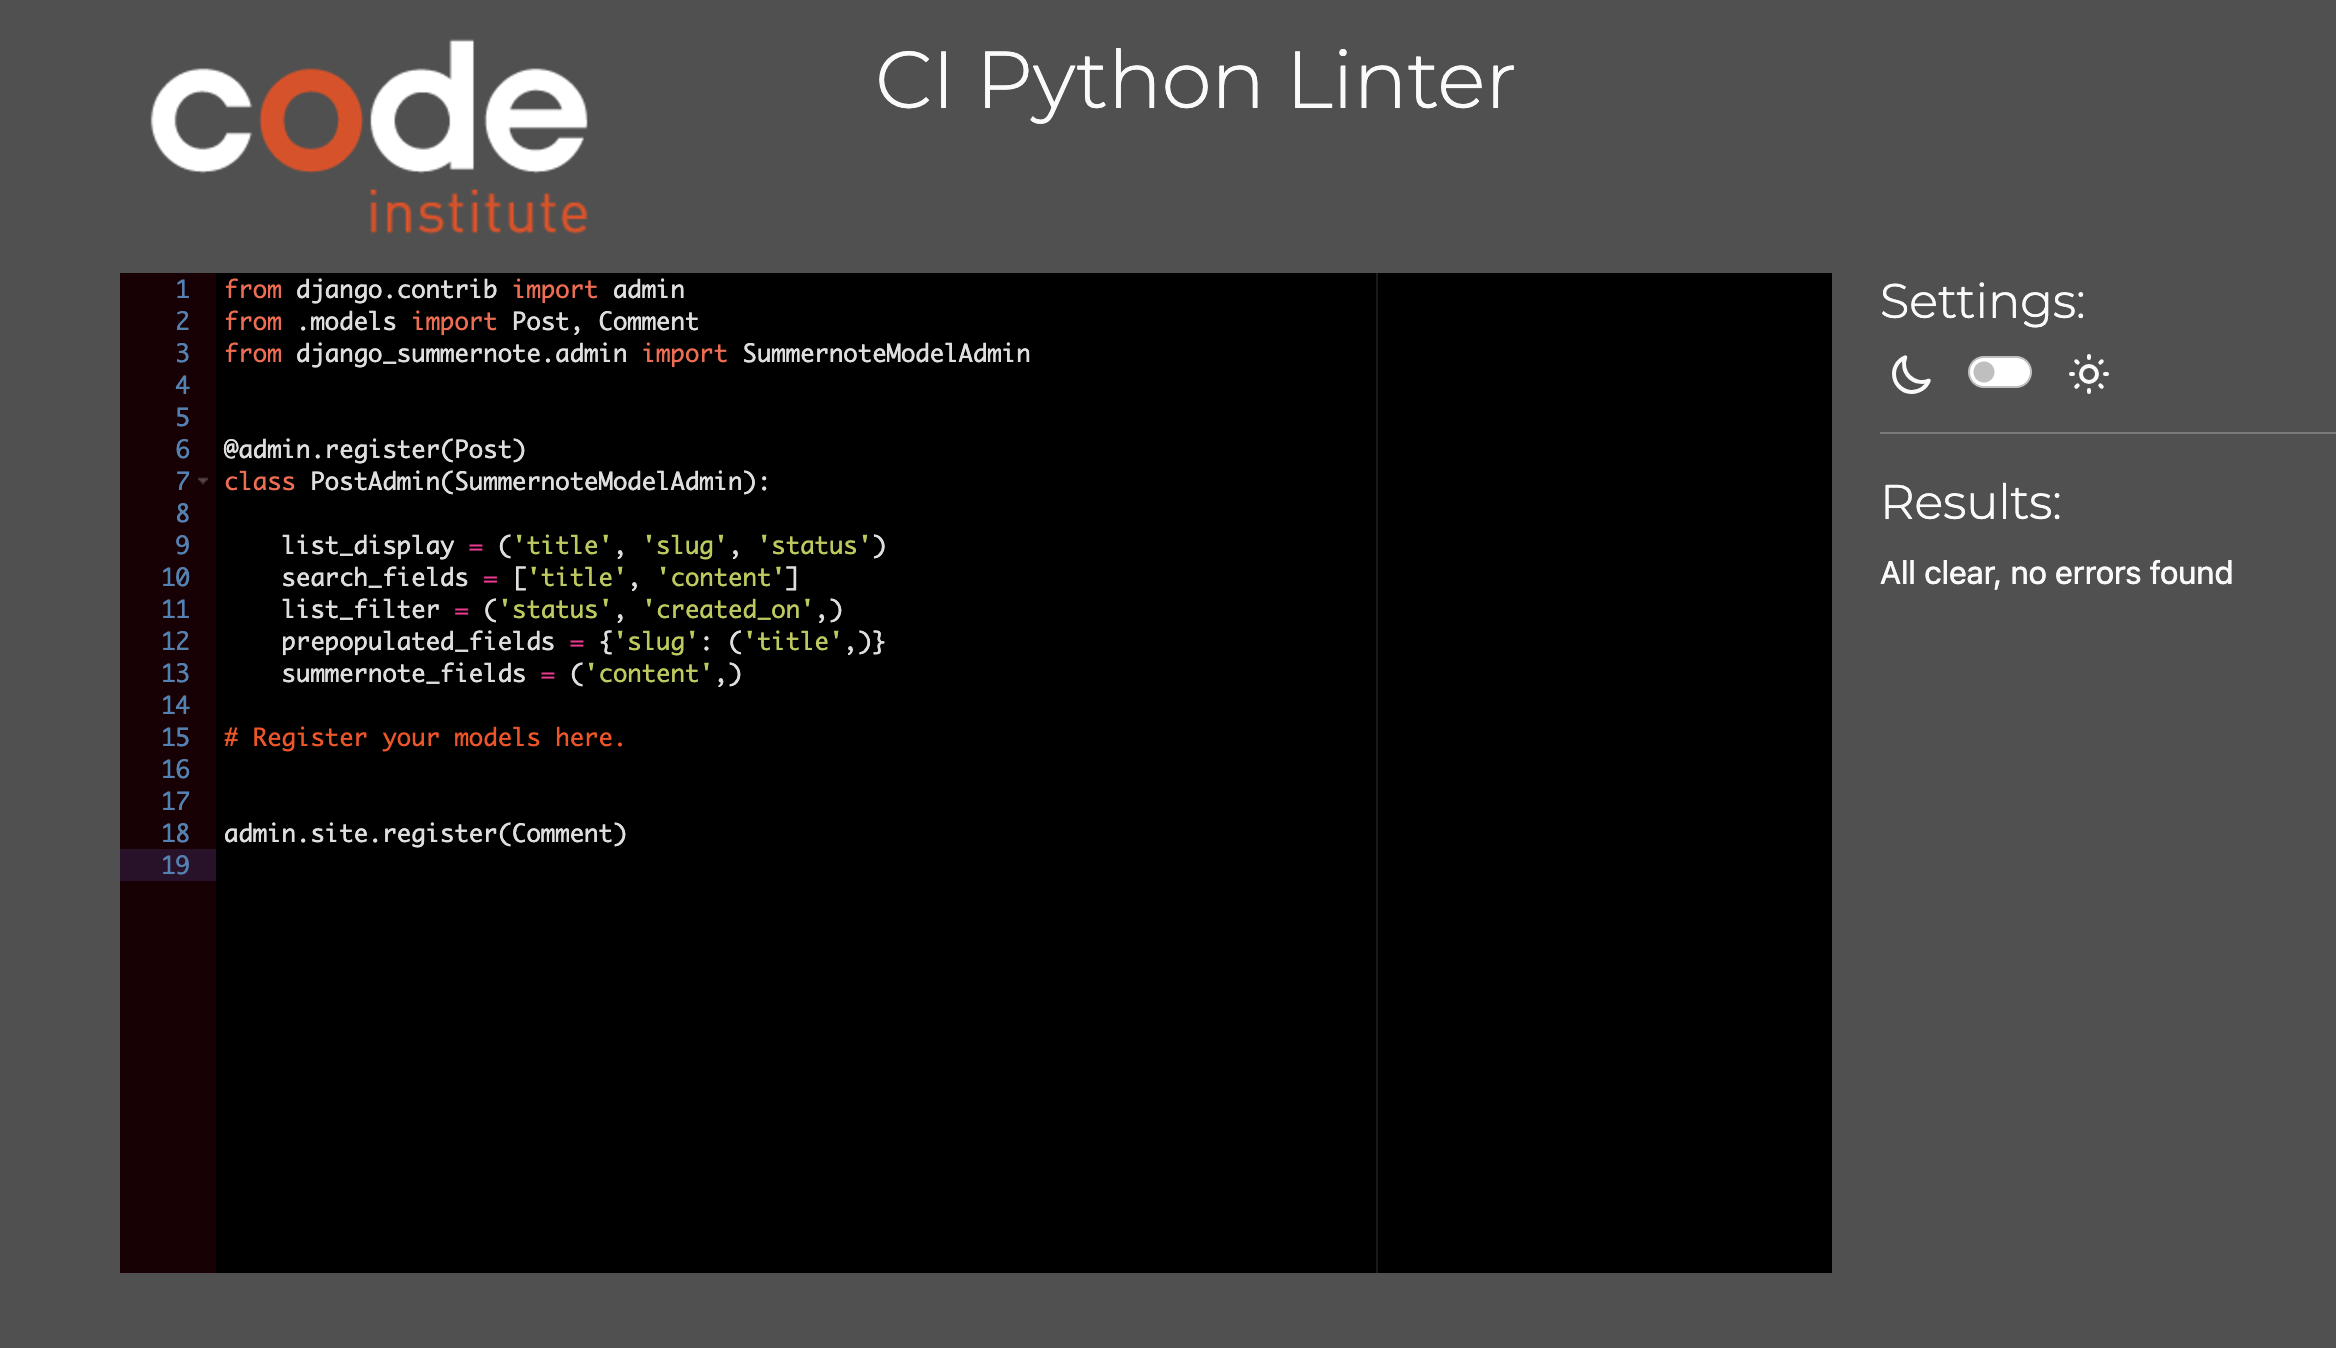 code
institute
CI Python Linter
1 from django.contrib import admin
2 from .models import Post, Comment
3 from django_summernote.admin import SummernoteModelAdmin
4
5
6 @admin.register(Post)
7 class PostAdmin(SummernoteModelAdmin):
8
9     list_display = ('title', 'slug', 'status')
10     search_fields = ['title', 'content']
11     list_filter = ('status', 'created_on',)
12     prepopulated_fields = {'slug': ('title',)}
13     summernote_fields = ('content',)
14
15 # Register your models here.
16
17
18 admin.site.register(Comment)
19
Settings:
Results:
All clear, no errors found